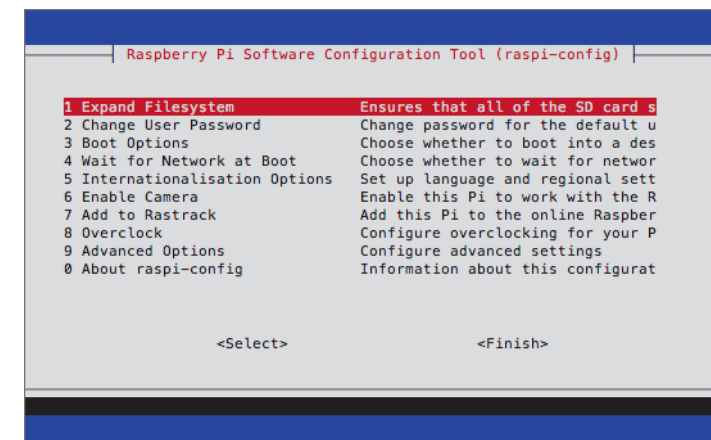 Raspberry Pi Software Configuration Tool (raspi-config)
1 Expand Filesystem Ensures that all of the SD card s
2 Change User Password Change password for the default u
3 Boot Options Choose whether to boot into a des
4 Wait for Network at Boot Choose whether to wait for networ
5 Internationalisation Options Set up language and regional sett
6 Enable Camera Enable this Pi to work with the R
7 Add to Rastrack Add this Pi to the online Raspber
8 Overclock Configure overclocking for your P
9 Advanced Options Configure advanced settings
0 About raspi-config Information about this configurat
<Select> <Finish>